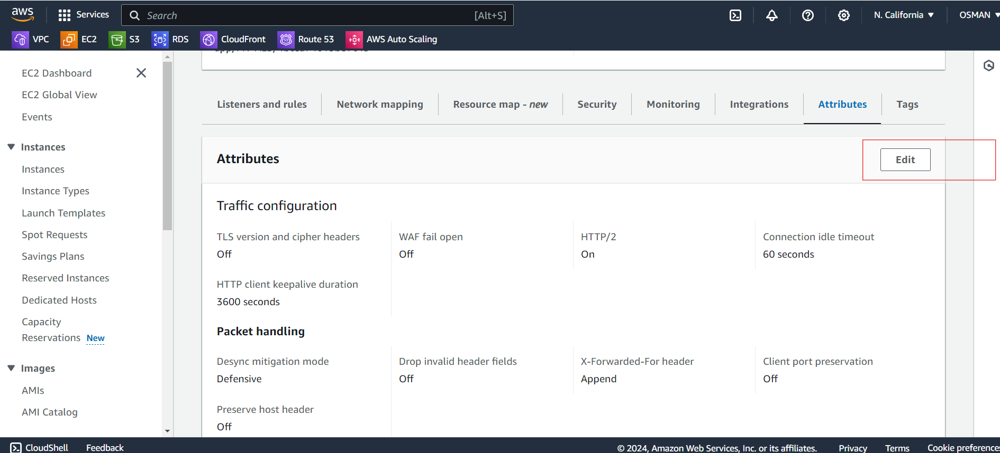 aws
Services
Search
[Alt+S]
N. California
OSMAN
VPC
EC2
S3
RDS
CloudFront
Route 53
AWS Auto Scaling
EC2 Dashboard
EC2 Global View
Events
Instances
Instances
Instance Types
Launch Templates
Spot Requests
Savings Plans
Reserved Instances
Dedicated Hosts
Capacity
Reservations New
Images
AMIs
AMI Catalog
Listeners and rules
Network mapping
Resource map - new
Security
Monitoring
Integrations
Attributes
Tags
Attributes
Edit
Traffic configuration
TLS version and cipher headers
Off
WAF fail open
Off
HTTP/2
On
Connection idle timeout
60 seconds
HTTP client keepalive duration
3600 seconds
Packet handling
Desync mitigation mode
Defensive
Drop invalid header fields
Off
X-Forwarded-For header
Append
Client port preservation
Off
Preserve host header
Off
CloudShell
Feedback
© 2024, Amazon Web Services, Inc. or its affiliates.
Privacy
Terms
Cookie preferences